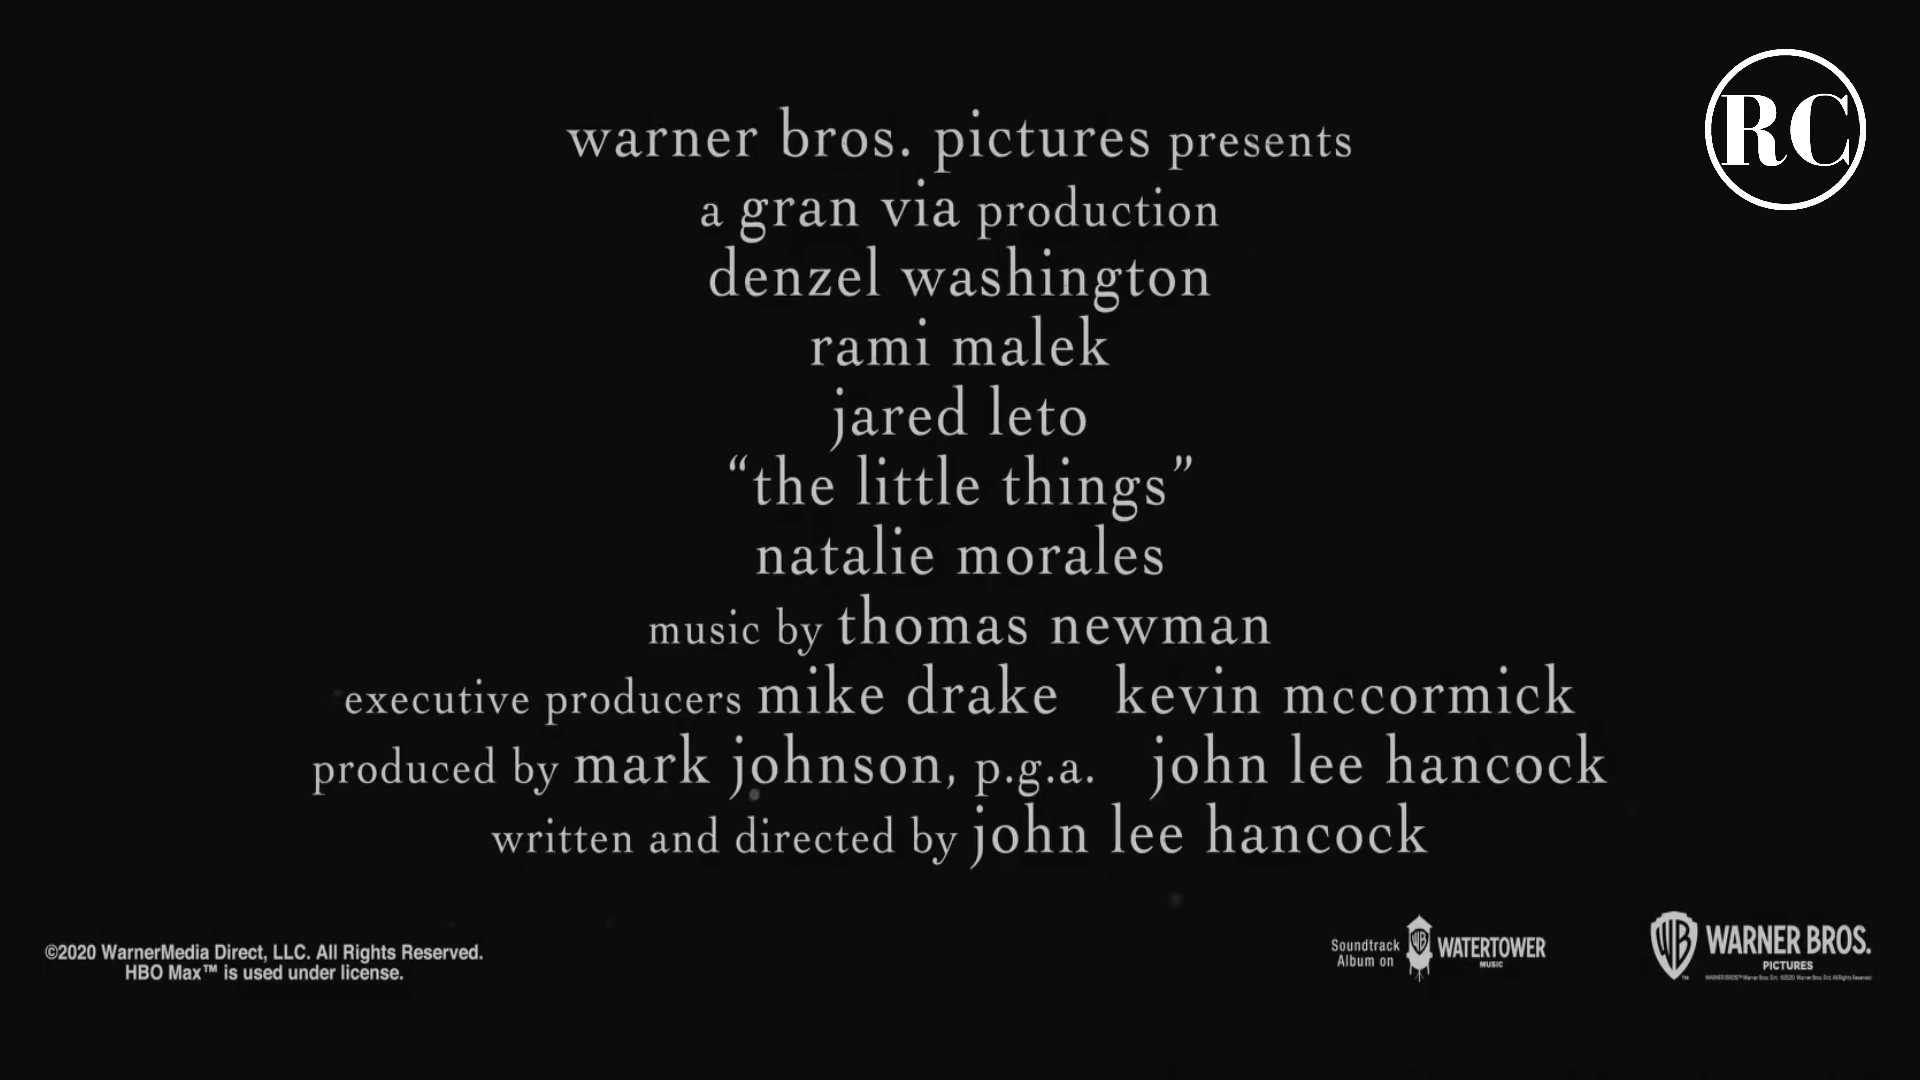 RC
warner bros. pictures presents
a gran via production
denzel washington
rami malek
jared leto
“the little things”
natalie morales
music by thomas newman
executive producers mike drake kevin mccormick
produced by mark johnson, p.g.a. john lee hancock
written and directed by john lee hancock
©2020 WarnerMedia Direct, LLC. All Rights Reserved.
HBO Max™ is used under license.
Soundtrack
Album on
WB
WATERTOWER
MUSIC
WB
™
WARNER BROS.
PICTURES